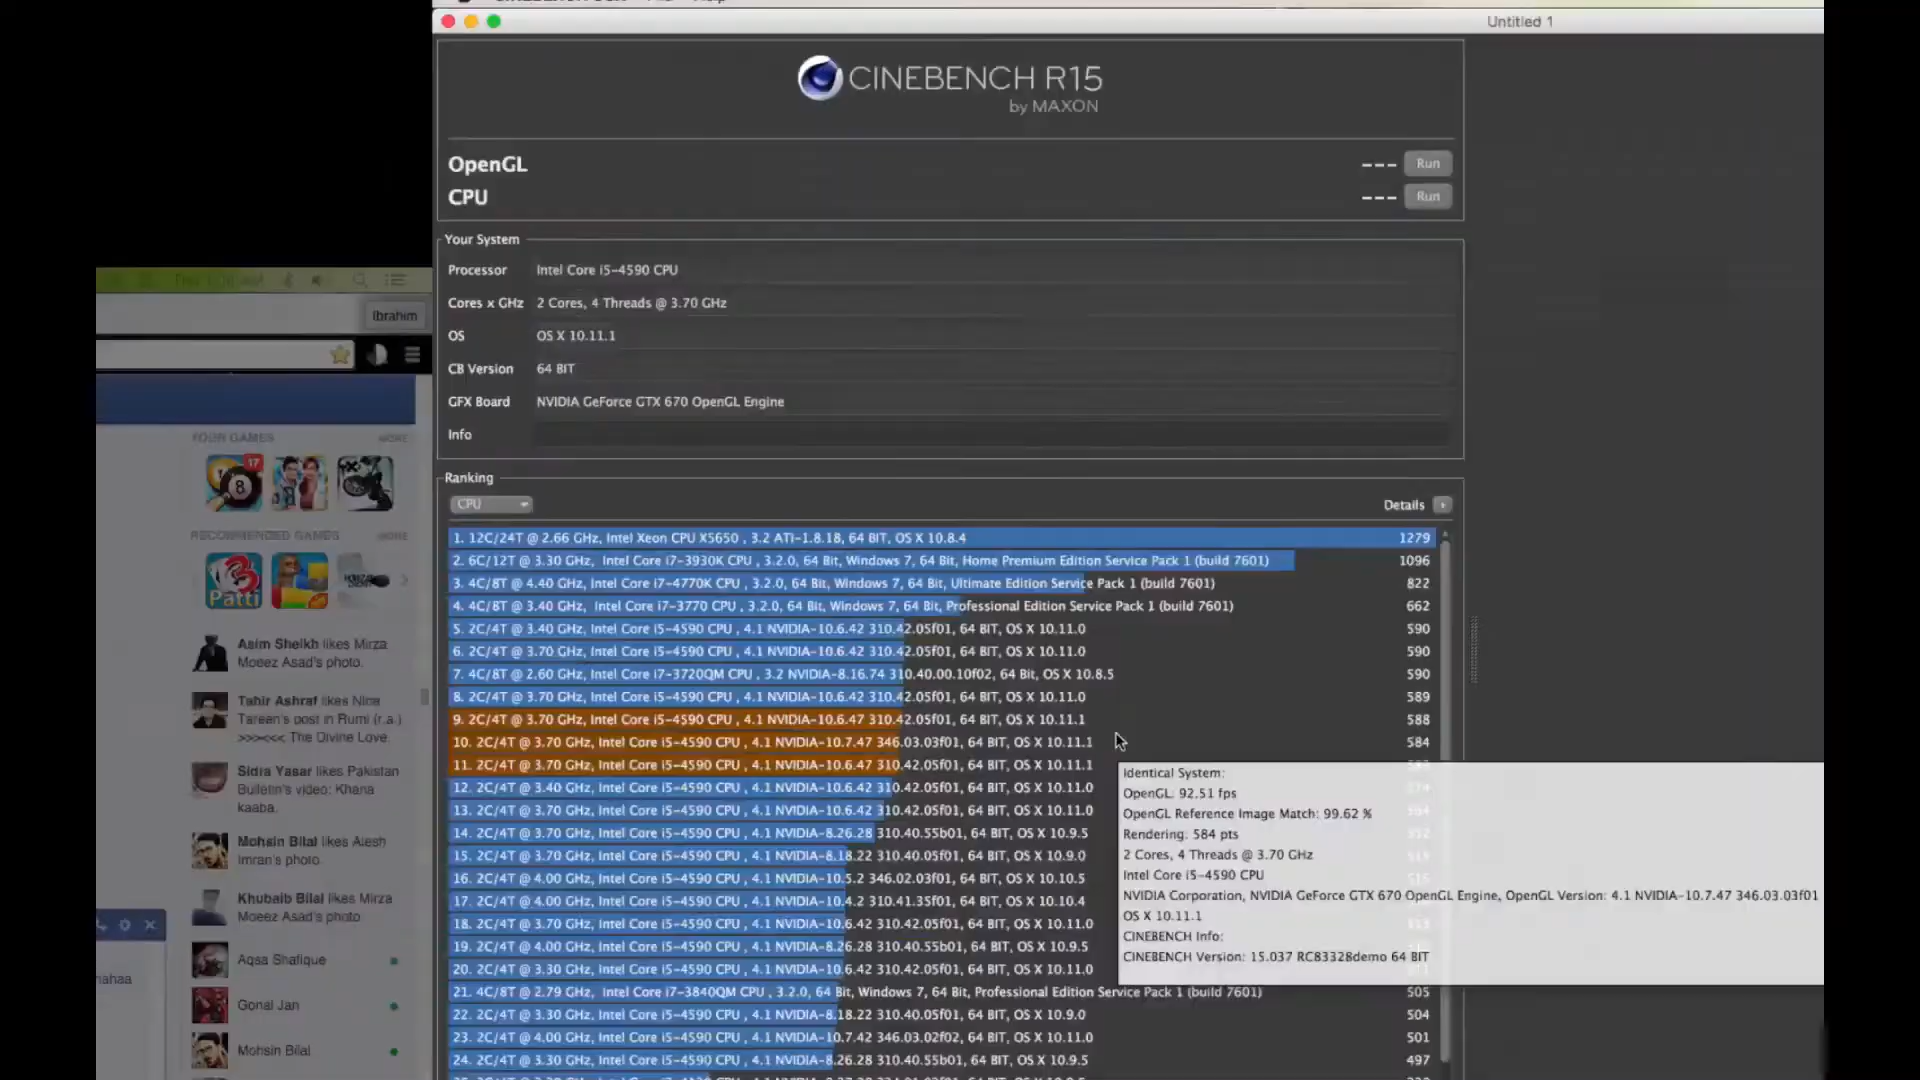 Untitled 1
CINEBENCH R15
by MAXON
OpenGL --- Run
CPU --- Run
Your System
Processor Intel Core i5-4590 CPU
Cores x GHz 2 Cores, 4 Threads @ 3.70 GHz
OS OS X 10.11.1
CB Version 64 BIT
GFX Board NVIDIA GeForce GTX 670 OpenGL Engine
Info
Ranking
CPU Details
1. 12C/24T @ 2.66 GHz, Intel Xeon CPU X5650 , 3.2 ATI-1.8.18, 64 BIT, OS X 10.8.4 1279
2. 6C/12T @ 3.30 GHz, Intel Core i7-3930K CPU , 3.2.0, 64 Bit, Windows 7, 64 Bit, Home Premium Edition Service Pack 1 (build 7601) 1096
3. 4C/8T @ 4.40 GHz, Intel Core i7-4770K CPU , 3.2.0, 64 Bit, Windows 7, 64 Bit, Ultimate Edition Service Pack 1 (build 7601) 822
4. 4C/8T @ 3.40 GHz, Intel Core i7-3770 CPU , 3.2.0, 64 Bit, Windows 7, 64 Bit, Professional Edition Service Pack 1 (build 7601) 662
5. 2C/4T @ 3.40 GHz, Intel Core i5-4590 CPU , 4.1 NVIDIA-10.6.42 310.42.05f01, 64 BIT, OS X 10.11.0 590
6. 2C/4T @ 3.70 GHz, Intel Core i5-4590 CPU , 4.1 NVIDIA-10.6.42 310.42.05f01, 64 BIT, OS X 10.11.0 590
7. 4C/8T @ 2.60 GHz, Intel Core i7-3720QM CPU , 3.2 NVIDIA-8.16.74 310.40.00.10f02, 64 Bit, OS X 10.8.5 590
8. 2C/4T @ 3.70 GHz, Intel Core i5-4590 CPU , 4.1 NVIDIA-10.6.42 310.42.05f01, 64 BIT, OS X 10.11.0 589
9. 2C/4T @ 3.70 GHz, Intel Core i5-4590 CPU , 4.1 NVIDIA-10.6.47 310.42.05f01, 64 BIT, OS X 10.11.1 588
10. 2C/4T @ 3.70 GHz, Intel Core i5-4590 CPU , 4.1 NVIDIA-10.7.47 346.03.03f01, 64 BIT, OS X 10.11.1 584
11. 2C/4T @ 3.70 GHz, Intel Core i5-4590 CPU , 4.1 NVIDIA-10.6.47 310.42.05f01, 64 BIT, OS X 10.11.1
12. 2C/4T @ 3.40 GHz, Intel Core i5-4590 CPU , 4.1 NVIDIA-10.6.42 310.42.05f01, 64 BIT, OS X 10.11.0
13. 2C/4T @ 3.70 GHz, Intel Core i5-4590 CPU , 4.1 NVIDIA-10.6.42 310.42.05f01, 64 BIT, OS X 10.11.0
14. 2C/4T @ 3.70 GHz, Intel Core i5-4590 CPU , 4.1 NVIDIA-8.26.28 310.40.55b01, 64 BIT, OS X 10.9.5
15. 2C/4T @ 3.70 GHz, Intel Core i5-4590 CPU , 4.1 NVIDIA-8.18.22 310.40.05f01, 64 BIT, OS X 10.9.0
16. 2C/4T @ 4.00 GHz, Intel Core i5-4590 CPU , 4.1 NVIDIA-10.5.2 346.02.03f01, 64 BIT, OS X 10.10.5
17. 2C/4T @ 4.00 GHz, Intel Core i5-4590 CPU , 4.1 NVIDIA-10.4.2 310.41.35f01, 64 BIT, OS X 10.10.4
18. 2C/4T @ 3.70 GHz, Intel Core i5-4590 CPU , 4.1 NVIDIA-10.6.42 310.42.05f01, 64 BIT, OS X 10.11.0
19. 2C/4T @ 4.00 GHz, Intel Core i5-4590 CPU , 4.1 NVIDIA-8.26.28 310.40.55b01, 64 BIT, OS X 10.9.5
20. 2C/4T @ 3.30 GHz, Intel Core i5-4590 CPU , 4.1 NVIDIA-10.6.42 310.42.05f01, 64 BIT, OS X 10.11.0
21. 4C/8T @ 2.79 GHz, Intel Core i7-3840QM CPU , 3.2.0, 64 Bit, Windows 7, 64 Bit, Professional Edition Service Pack 1 (build 7601) 505
22. 2C/4T @ 3.30 GHz, Intel Core i5-4590 CPU , 4.1 NVIDIA-8.18.22 310.40.05f01, 64 BIT, OS X 10.9.0 504
23. 2C/4T @ 4.00 GHz, Intel Core i5-4590 CPU , 4.1 NVIDIA-10.7.42 346.03.02f02, 64 BIT, OS X 10.11.0 501
24. 2C/4T @ 3.30 GHz, Intel Core i5-4590 CPU , 4.1 NVIDIA-8.26.28 310.40.55b01, 64 BIT, OS X 10.9.5 497
Identical System:
OpenGL: 92.51 fps
OpenGL Reference Image Match: 99.62 %
Rendering: 584 pts
2 Cores, 4 Threads @ 3.70 GHz
Intel Core i5-4590 CPU
NVIDIA Corporation, NVIDIA GeForce GTX 670 OpenGL Engine, OpenGL Version: 4.1 NVIDIA-10.7.47 346.03.03f01
OS X 10.11.1
CINEBENCH Info:
CINEBENCH Version: 15.037 RC83328demo 64 BIT
Ibrahim
YOUR GAMES MORE
17
8
RECOMMENDED GAMES MORE
3
Patti
Asim Sheikh likes Mirza
Moeez Asad's photo.
Tahir Ashraf likes Nice
Tareen's post in Rumi (r.a.)
>>><<< The Divine Love.
Sidra Yasar likes Pakistan
Bulletin's video: Khana
kaaba.
Mohsin Bilal likes Alesh
Imran's photo.
Khubaib Bilal likes Mirza
Moeez Asad's photo
nahaa
Aqsa Shafique
Gonal Jan
Mohsin Bilal